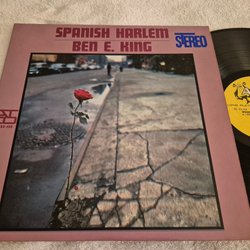 SPANISH HARLEM
BEN E. KING
STEREO